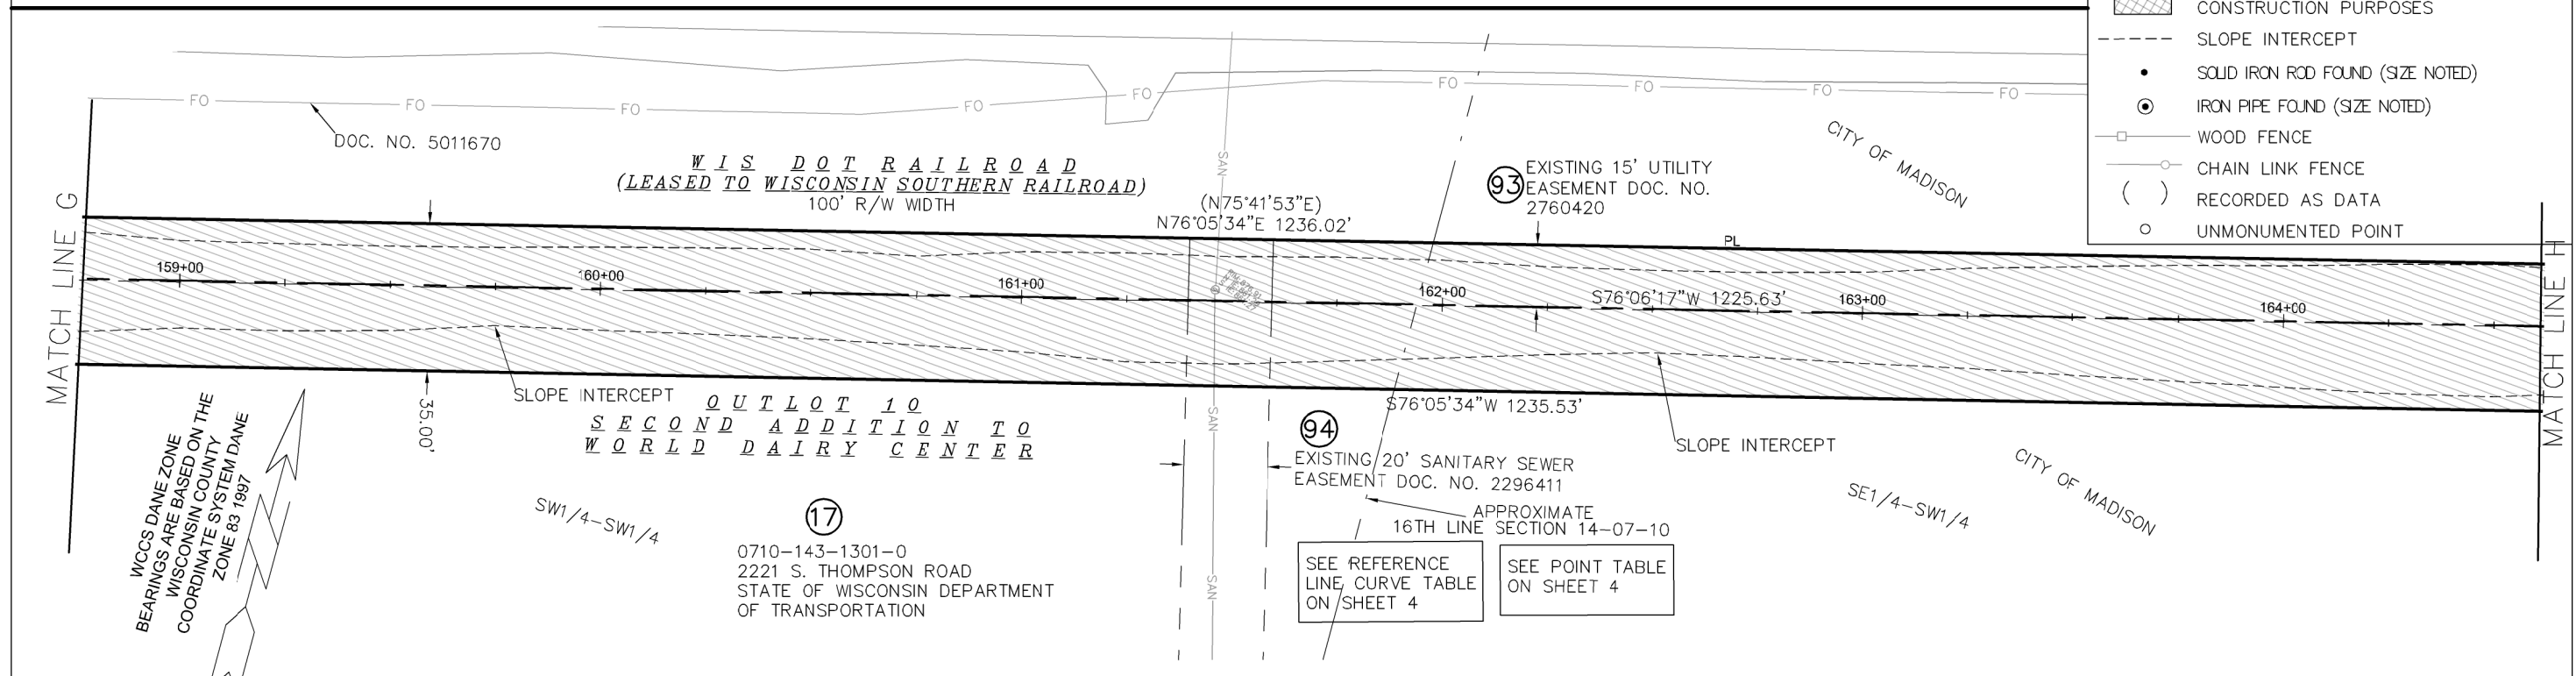 CONSTRUCTION PURPOSES
SLOPE INTERCEPT
SOLID IRON ROD FOUND (SIZE NOTED)
IRON PIPE FOUND (SIZE NOTED)
WOOD FENCE
CHAIN LINK FENCE
( ) RECORDED AS DATA
UNMONUMENTED POINT
FO
FO
FO
FO
FO
FO
FO
FO
FO
DOC. NO. 5011670
WIS DOT RAILROAD
(LEASED TO WISCONSIN SOUTHERN RAILROAD)
100' R/W WIDTH
SAN
(N75°41'53"E)
N76°05'34"E 1236.02'
93
EXISTING 15' UTILITY
EASEMENT DOC. NO.
2760420
CITY OF MADISON
PL
MATCH LINE G
159+00
160+00
161+00
162+00
S76°06'17"W 1225.63'
163+00
164+00
MATCH LINE H
35.00'
SLOPE INTERCEPT
OUTLOT 10
SECOND ADDITION TO
WORLD DAIRY CENTER
SAN
S76°05'34"W 1235.53'
94
EXISTING 20' SANITARY SEWER
EASEMENT DOC. NO. 2296411
SLOPE INTERCEPT
CITY OF MADISON
WCCS DANE ZONE
BEARINGS ARE BASED ON THE
WISCONSIN COUNTY
COORDINATE SYSTEM DANE
ZONE 83 1997
SW1/4-SW1/4
17
0710-143-1301-0
2221 S. THOMPSON ROAD
STATE OF WISCONSIN DEPARTMENT
OF TRANSPORTATION
SAN
APPROXIMATE
16TH LINE SECTION 14-07-10
SE1/4-SW1/4
SEE REFERENCE
LINE CURVE TABLE
ON SHEET 4
SEE POINT TABLE
ON SHEET 4